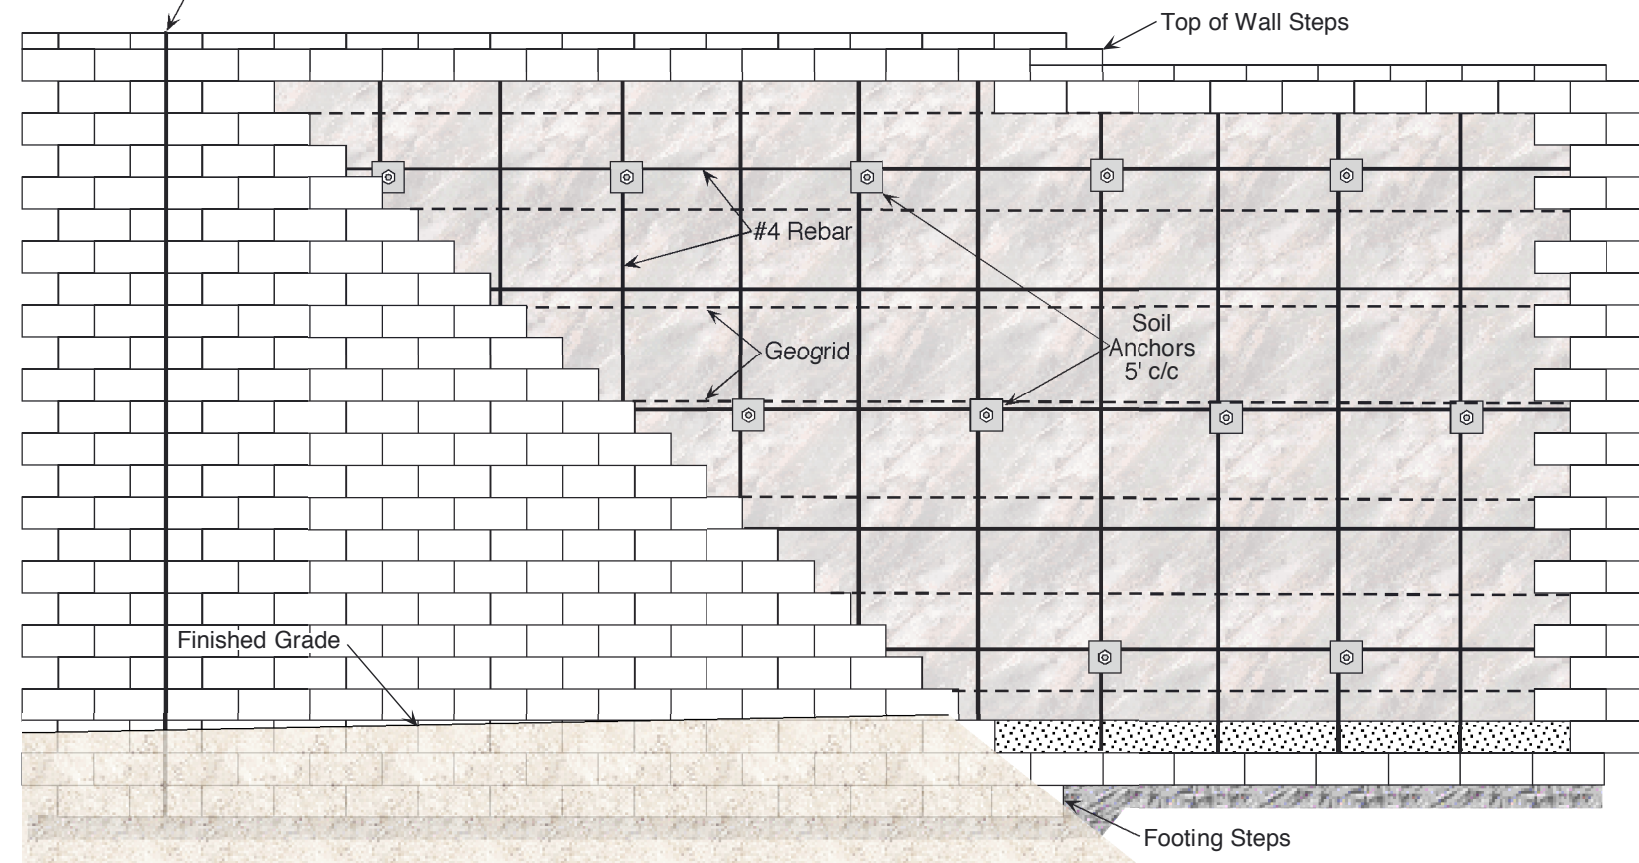 Top of Wall Steps
#4 Rebar
Soil
Anchors
5' c/c
Geogrid
Finished Grade
Footing Steps